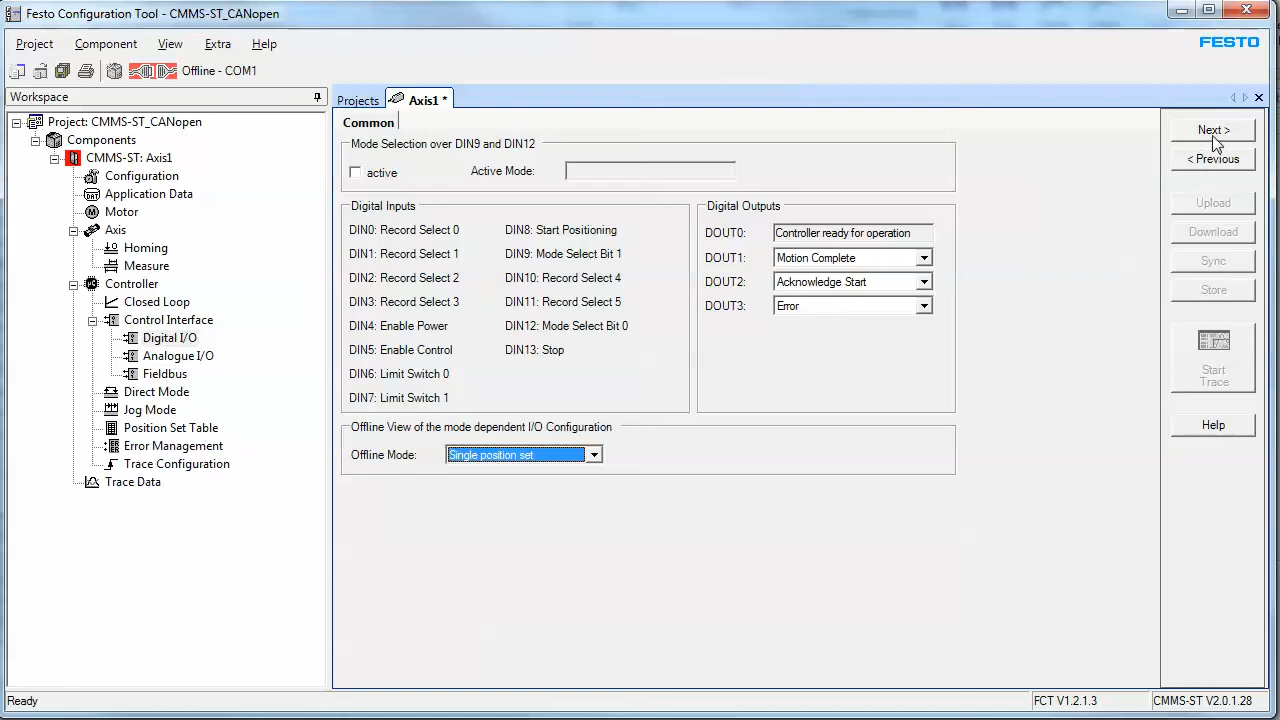 Festo Configuration Tool - CMMS-ST_CANopen
Project Component View Extra Help
FESTO
Offline - COM1
Workspace
Projects Axis1 *
Project: CMMS-ST_CANopen
Components
CMMS-ST: Axis1
Configuration
Application Data
Motor
Axis
Homing
Measure
Controller
Closed Loop
Control Interface
Digital I/O
Analogue I/O
Fieldbus
Direct Mode
Jog Mode
Position Set Table
Error Management
Trace Configuration
Trace Data
Common
Mode Selection over DIN9 and DIN12
active Active Mode:
Digital Inputs
DIN0: Record Select 0 DIN8: Start Positioning
DIN1: Record Select 1 DIN9: Mode Select Bit 1
DIN2: Record Select 2 DIN10: Record Select 4
DIN3: Record Select 3 DIN11: Record Select 5
DIN4: Enable Power DIN12: Mode Select Bit 0
DIN5: Enable Control DIN13: Stop
DIN6: Limit Switch 0
DIN7: Limit Switch 1
Digital Outputs
DOUT0: Controller ready for operation
DOUT1: Motion Complete
DOUT2: Acknowledge Start
DOUT3: Error
Offline View of the mode dependent I/O Configuration
Offline Mode: Single position set
Next >
< Previous
Upload
Download
Sync
Store
Start
Trace
Help
Ready FCT V1.2.1.3 CMMS-ST V2.0.1.28